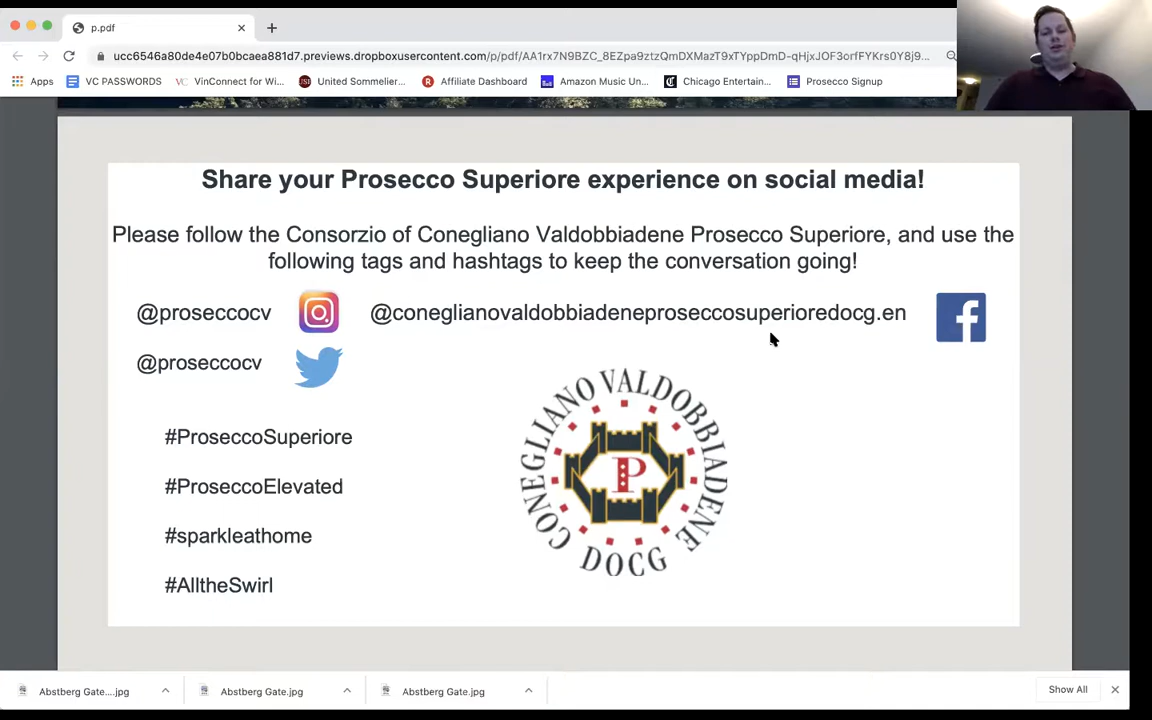 p.pdf
ucc6546a80de4e07b0bcaea881d7.previews.dropboxusercontent.com/p/pdf/AA1rx7N9BZC_8EZpa9ztzQmDXMazT9xTYppDmD-qHjxJOF3orfFYKrs0Y8j9...
Apps VC PASSWORDS VinConnect for Wi... United Sommelier... Affiliate Dashboard Amazon Music Un... Chicago Entertain... Prosecco Signup
Share your Prosecco Superiore experience on social media!
Please follow the Consorzio of Conegliano Valdobbiadene Prosecco Superiore, and use the
following tags and hashtags to keep the conversation going!
@proseccocv @coneglianovaldobbiadeneproseccosuperioredocg.en
@proseccocv
#ProseccoSuperiore
#ProseccoElevated
#sparkleathome
#AlltheSwirl
CONEGLIANO VALDOBBIADENE
P
DOCG
Abstberg Gate....jpg Abstberg Gate.jpg Abstberg Gate.jpg Show All